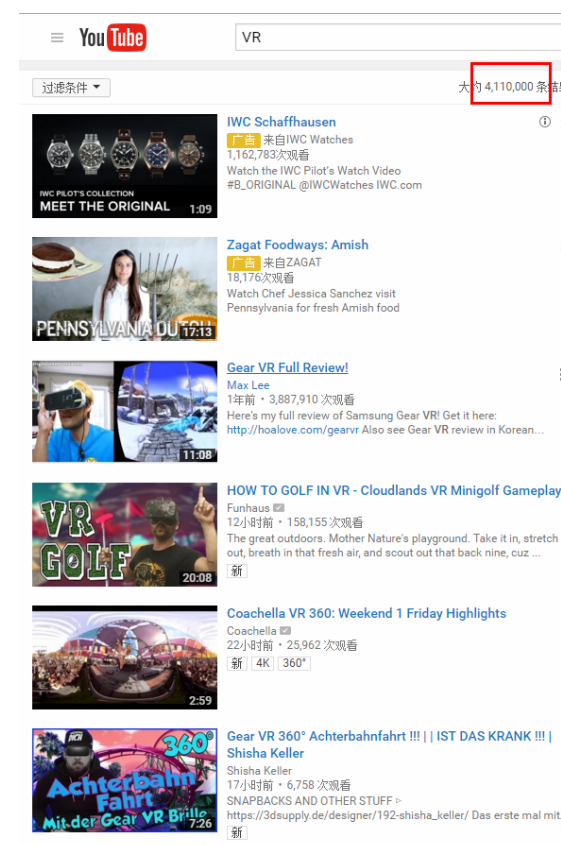 You Tube
VR
过滤条件
大约 4,110,000 条结果
IWC PILOT'S COLLECTION
MEET THE ORIGINAL
1:09
IWC Schaffhausen
广告 来自IWC Watches
1,162,783次观看
Watch the IWC Pilot's Watch Video
#B_ORIGINAL @IWCWatches IWC.com
PENNSYLVANIA DUTCH
17:13
Zagat Foodways: Amish
广告 来自ZAGAT
18,176次观看
Watch Chef Jessica Sanchez visit
Pennsylvania for fresh Amish food
11:08
Gear VR Full Review!
Max Lee
1年前 • 3,887,910 次观看
Here's my full review of Samsung Gear VR! Get it here:
http://hoalove.com/gearvr Also see Gear VR review in Korean...
VR
GOLF
20:08
HOW TO GOLF IN VR - Cloudlands VR Minigolf Gameplay
Funhaus
12小时前 • 158,155 次观看
The great outdoors. Mother Nature's playground. Take it in, stretch
out, breath in that fresh air, and scout out that back nine, cuz ...
新
2:59
Coachella VR 360: Weekend 1 Friday Highlights
Coachella
22小时前 • 25,962 次观看
新 4K 360°
360°
Achterbahn
Fahrt
Mit der Gear VR Brille
7:26
Gear VR 360° Achterbahnfahrt !!! | | IST DAS KRANK !!! |
Shisha Keller
Shisha Keller
17小时前 • 6,758 次观看
SNAPBACKS AND OTHER STUFF ▻
https://3dsupply.de/designer/192-shisha_keller/ Das erste mal mit
新